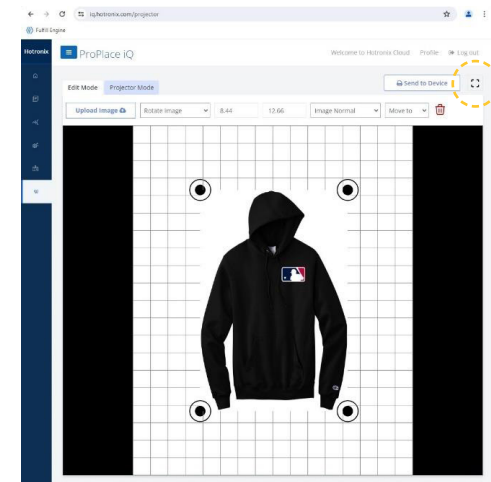 iq.hotronix.com/projector
Fulfill Engine
Hotronix
ProPlace iQ
Welcome to Hotronix Cloud Profile Log out
Edit Mode Projector Mode
Send to Device
Upload Image Rotate Image 8.44 12.66 Image Normal Move to